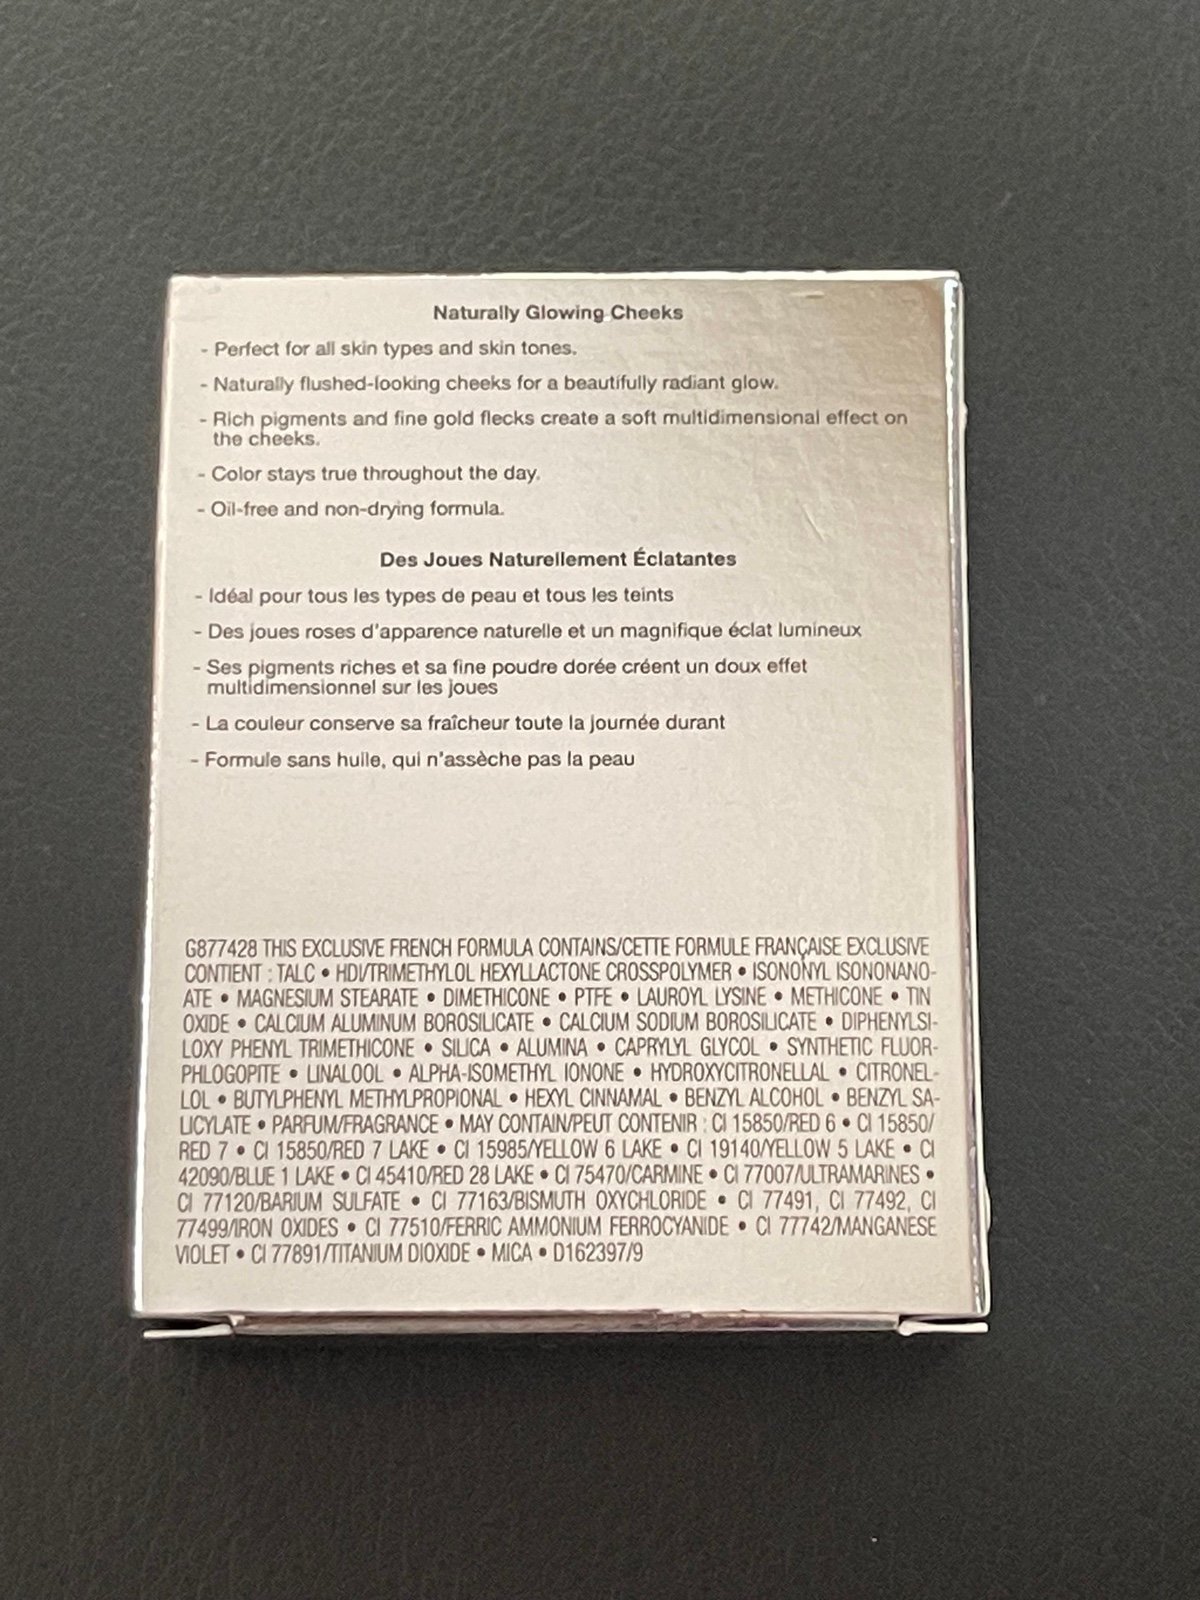 Naturally Glowing Cheeks
- Perfect for all skin types and skin tones.
- Naturally flushed-looking cheeks for a beautifully radiant glow.
- Rich pigments and fine gold flecks create a soft multidimensional effect on
the cheeks.
- Color stays true throughout the day.
- Oil-free and non-drying formula.
Des Joues Naturellement Éclatantes
- Idéal pour tous les types de peau et tous les teints
- Des joues roses d'apparence naturelle et un magnifique éclat lumineux
- Ses pigments riches et sa fine poudre dorée créent un doux effet
multidimensionnel sur les joues
- La couleur conserve sa fraîcheur toute la journée durant
- Formule sans huile, qui n'assèche pas la peau
G877428 THIS EXCLUSIVE FRENCH FORMULA CONTAINS/CETTE FORMULE FRANÇAISE EXCLUSIVE
CONTIENT : TALC • HDI/TRIMETHYLOL HEXYLLACTONE CROSSPOLYMER • ISONONYL ISONONANO-
ATE • MAGNESIUM STEARATE • DIMETHICONE • PTFE • LAUROYL LYSINE • METHICONE • TIN
OXIDE • CALCIUM ALUMINUM BOROSILICATE • CALCIUM SODIUM BOROSILICATE • DIPHENYLSI-
LOXY PHENYL TRIMETHICONE • SILICA • ALUMINA • CAPRYLYL GLYCOL • SYNTHETIC FLUOR-
PHLOGOPITE • LINALOOL • ALPHA-ISOMETHYL IONONE • HYDROXYCITRONELLAL • CITRONEL-
LOL • BUTYLPHENYL METHYLPROPIONAL • HEXYL CINNAMAL • BENZYL ALCOHOL • BENZYL SA-
LICYLATE • PARFUM/FRAGRANCE • MAY CONTAIN/PEUT CONTENIR : CI 15850/RED 6 • CI 15850/
RED 7 • CI 15850/RED 7 LAKE • CI 15985/YELLOW 6 LAKE • CI 19140/YELLOW 5 LAKE • CI
42090/BLUE 1 LAKE • CI 45410/RED 28 LAKE • CI 75470/CARMINE • CI 77007/ULTRAMARINES •
CI 77120/BARIUM SULFATE • CI 77163/BISMUTH OXYCHLORIDE • CI 77491, CI 77492, CI
77499/IRON OXIDES • CI 77510/FERRIC AMMONIUM FERROCYANIDE • CI 77742/MANGANESE
VIOLET • CI 77891/TITANIUM DIOXIDE • MICA • D162397/9